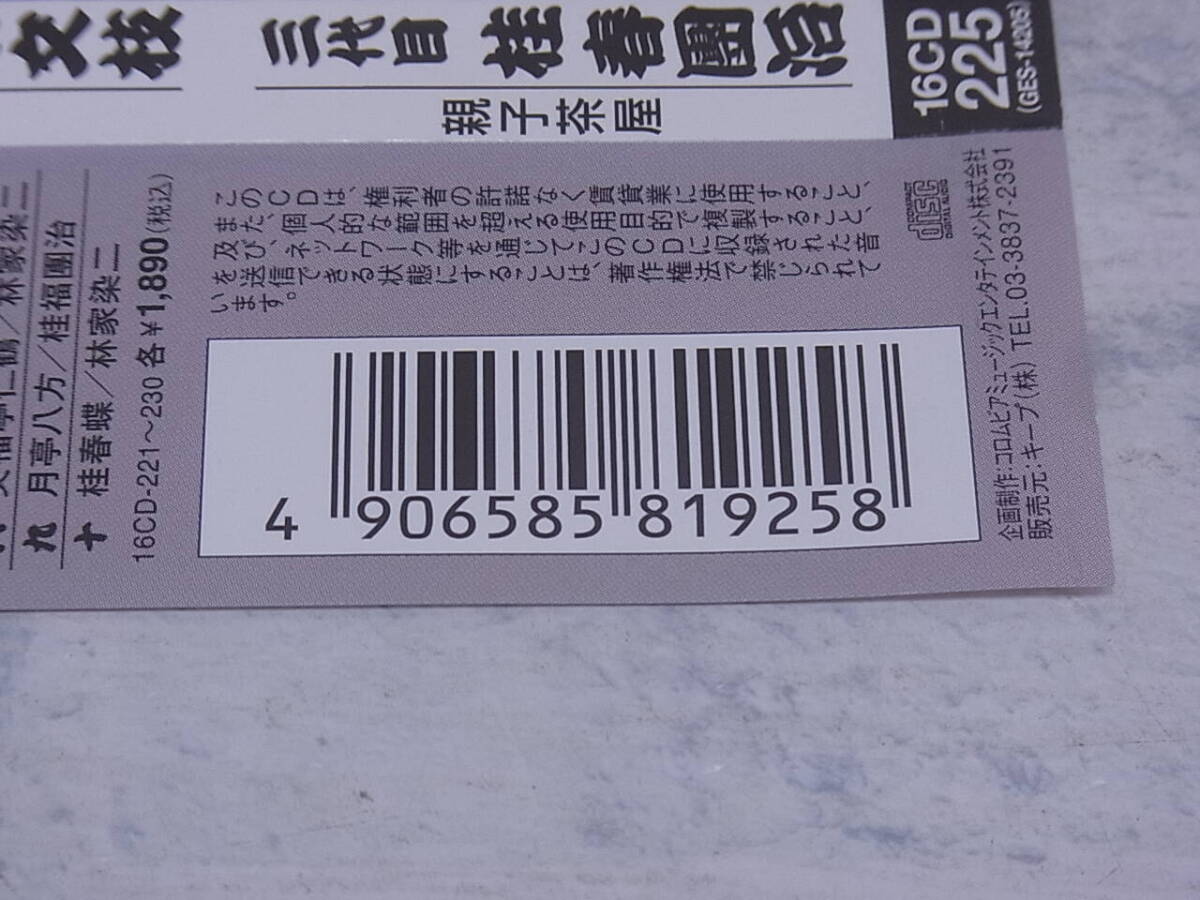 文枝
三代目 桂 春團治
親子茶屋
16CD
225
(GES-14206)
九 月亭八方／桂福團治
十 桂春蝶／林家染二
16CD-221～230 各¥1,890(税込)
このＣＤは、権利者の許諾なく賃貸業に使用すること、
また、個人的な範囲を超える使用目的で複製すること、
及び、ネットワーク等を通じてこのＣＤに収録された音
を送信できる状態にすることは、著作権法で禁じられて
います。
COMPACT
disc
DIGITAL AUDIO
企画制作:コロムビアミュージックエンタテインメント株式会社
販売元:キープ(株) TEL.03-3837-2391
4 906585 819258